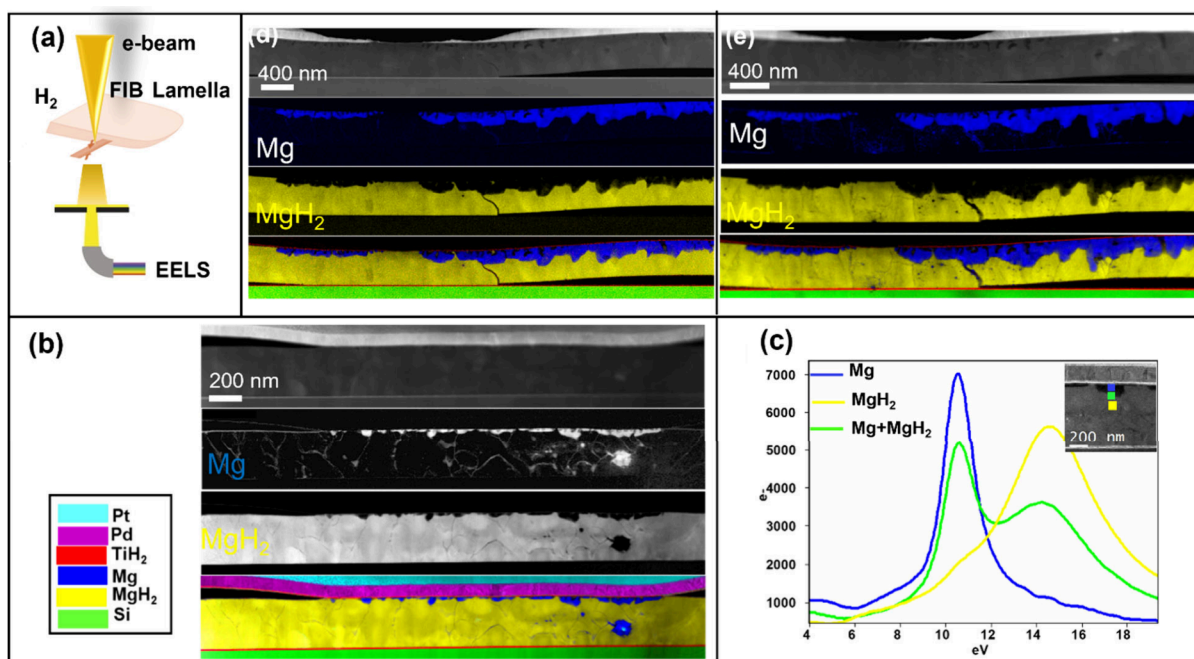 (a)
e-beam
H2
FIB Lamella
EELS
(d)
400 nm
Mg
MgH2
(e)
400 nm
Mg
MgH2
(b)
200 nm
Mg
MgH2
Pt
Pd
TiH2
Mg
MgH2
Si
(c)
7000
6000
5000
4000
3000
2000
1000
e-
Mg
MgH2
Mg+MgH2
200 nm
4 6 8 10 12 14 16 18
eV